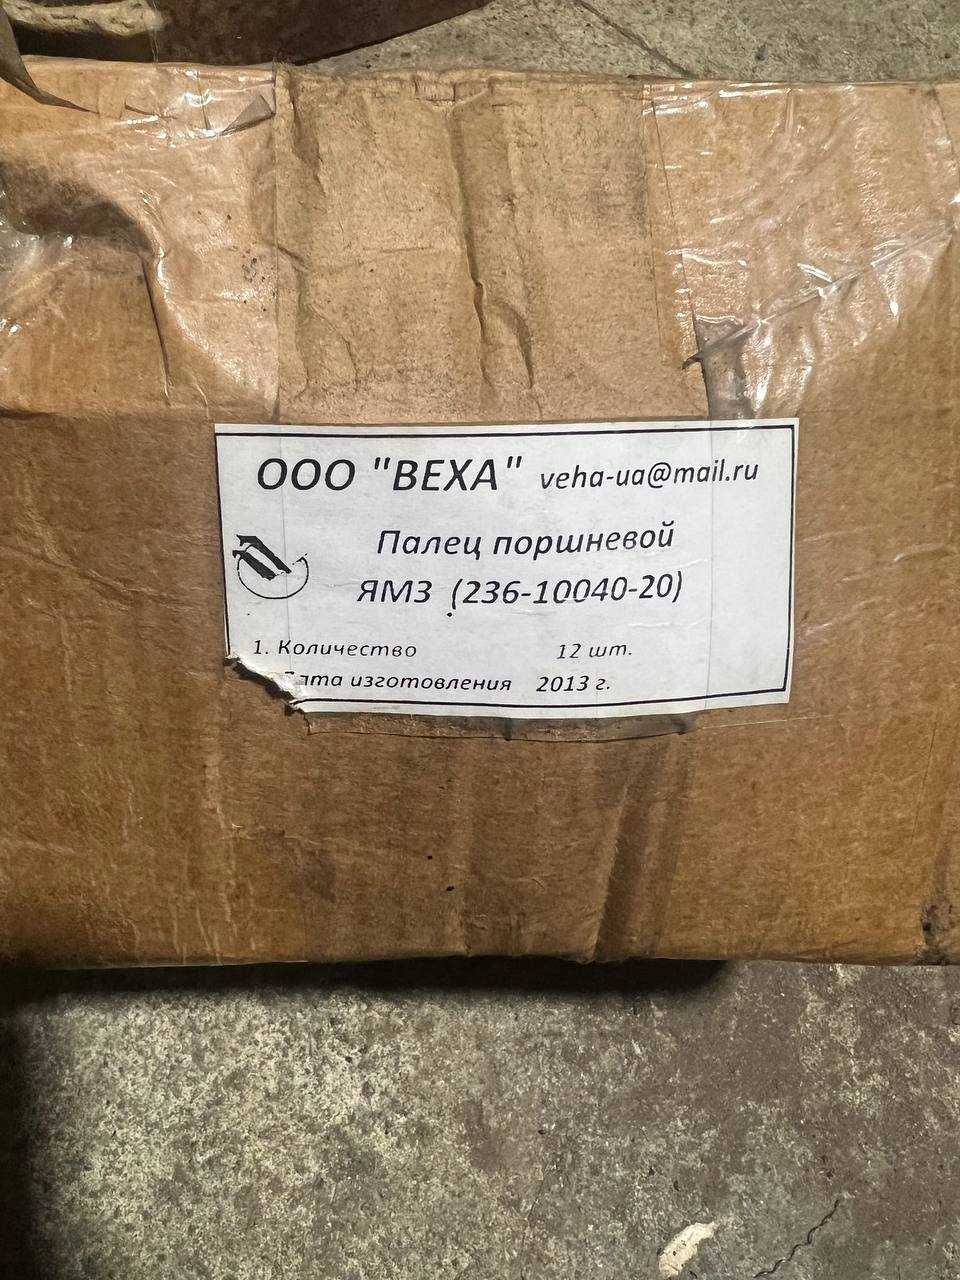 ООО "ВЕХА" veha-ua@mail.ru
Палец поршневой
ЯМЗ (236-10040-20)
1. Количество 12 шт.
изготовления 2013 г.